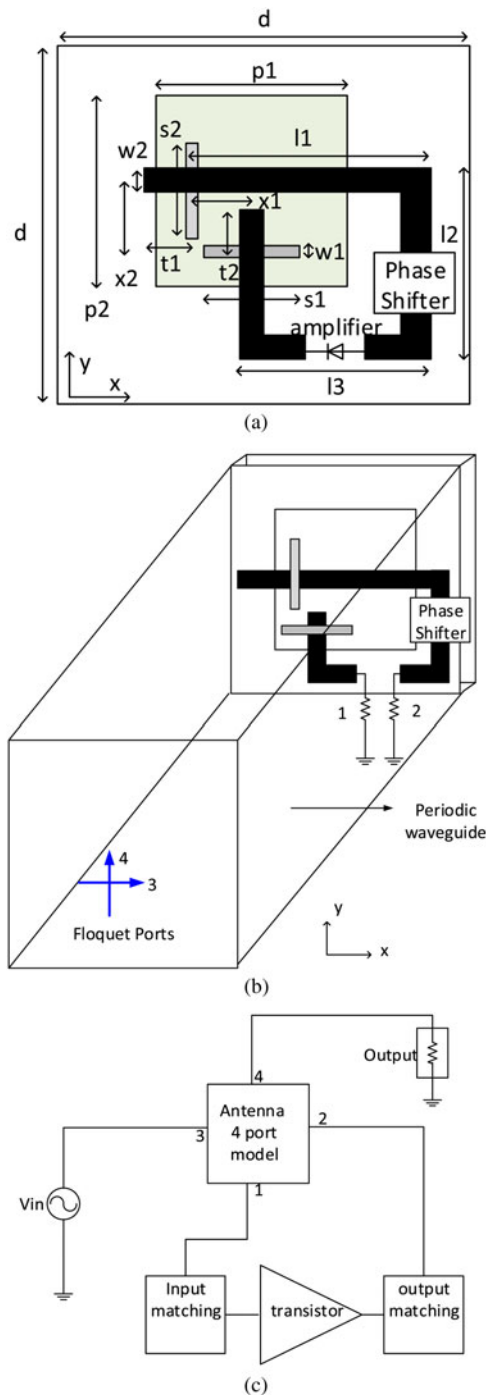 d
p1
s2
l1
w2
x1
d
l2
t1
t2
w1
x2
Phase
Shifter
s1
p2
amplifier
y
x
l3
(a)
Phase
Shifter
1
2
Periodic
waveguide
4
3
Floquet Ports
y
x
(b)
Output
4
Antenna
4 port
model
2
3
1
Vin
Input
matching
transistor
output
matching
(c)